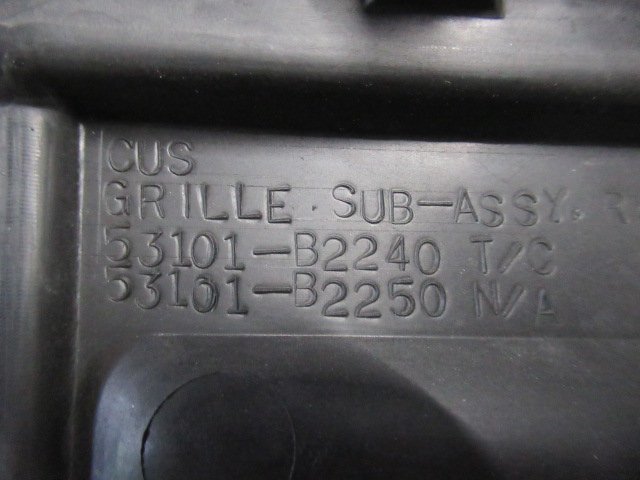 CUS
GRILLE SUB-ASSY, R
53101-B2240 T/C
53101-B2250 N/A